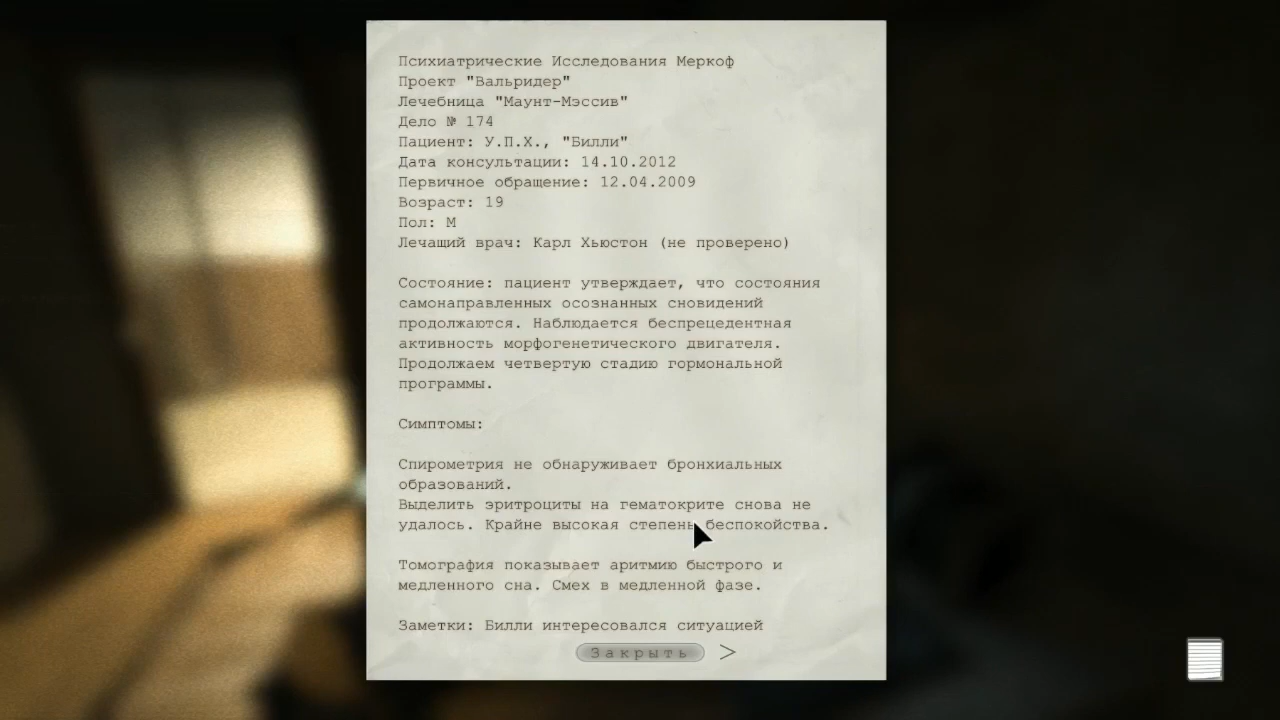 Психиатрические Исследования Меркоф
Проект "Вальридер"
Лечебница "Маунт-Мэссив"
Дело № 174
Пациент: У.П.Х., "Билли"
Дата консультации: 14.10.2012
Первичное обращение: 12.04.2009
Возраст: 19
Пол: М
Лечащий врач: Карл Хьюстон (не проверено)
Состояние: пациент утверждает, что состояния
самонаправленных осознанных сновидений
продолжаются. Наблюдается беспрецедентная
активность морфогенетического двигателя.
Продолжаем четвертую стадию гормональной
программы.
Симптомы:
Спирометрия не обнаруживает бронхиальных
образований.
Выделить эритроциты на гематокрите снова не
удалось. Крайне высокая степень беспокойства.
Томография показывает аритмию быстрого и
медленного сна. Смех в медленной фазе.
Заметки: Билли интересовался ситуацией
Закрыть >